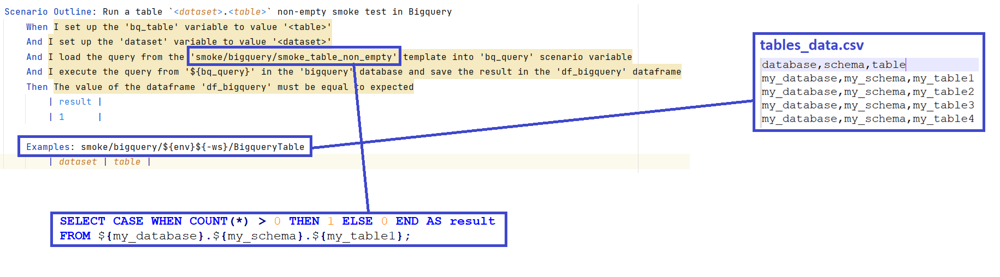 Scenario Outline: Run a table `<dataset>.<table>` non-empty smoke test in Bigquery
When I set up the 'bq_table' variable to value '<table>'
And I set up the 'dataset' variable to value '<dataset>'
And I load the query from the 'smoke/bigquery/smoke_table_non_empty' template into 'bq_query' scenario variable
And I execute the query from '${bq_query}' in the 'bigquery' database and save the result in the 'df_bigquery' dataframe
Then The value of the dataframe 'df_bigquery' must be equal to expected
| result |
| 1 |
Examples: smoke/bigquery/${env}${-ws}/BigqueryTable
| dataset | table |
tables_data.csv
database,schema,table
my_database,my_schema,my_table1
my_database,my_schema,my_table2
my_database,my_schema,my_table3
my_database,my_schema,my_table4
SELECT CASE WHEN COUNT(*) > 0 THEN 1 ELSE 0 END AS result
FROM ${my_database}.${my_schema}.${my_table1};